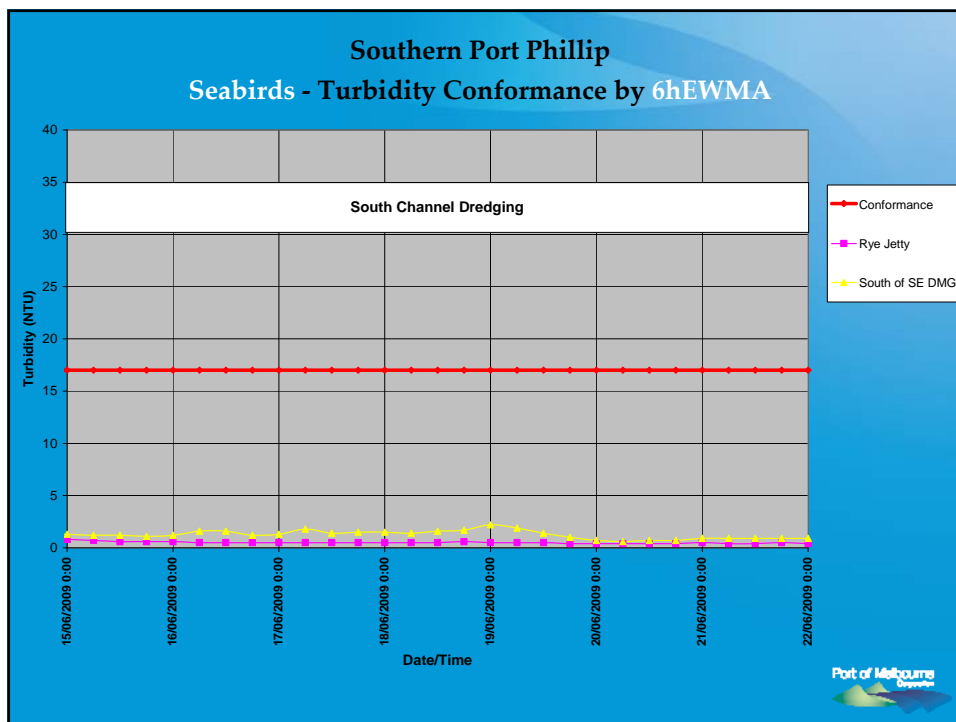 Southern Port Phillip
Seabirds - Turbidity Conformance by 6hEWMA
40
35
30
25
20
15
10
5
0
Turbidity (NTU)
South Channel Dredging
Conformance
Rye Jetty
South of SE DMG
15/06/2009 0:00
16/06/2009 0:00
17/06/2009 0:00
18/06/2009 0:00
19/06/2009 0:00
20/06/2009 0:00
21/06/2009 0:00
22/06/2009 0:00
Date/Time
Port of Melbourne
Corporation